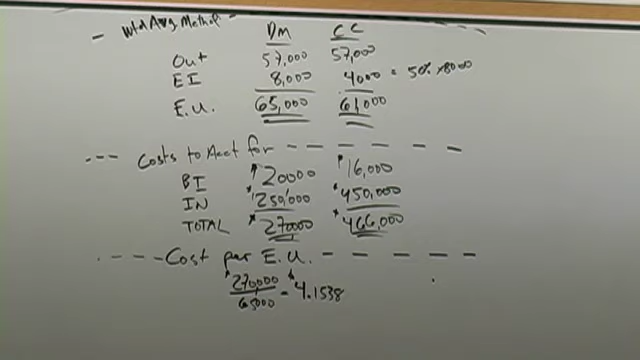 - Wtd Avg. Method - - - - - -
DM CC
Out 57,000 57,000
EI 8,000 4000 = 50% x 8000
E.U. 65,000 61,000
--- Costs to Acct for - - - - - -
BI $20000 $16,000
IN $250,000 $450,000
TOTAL $270000 $466,000
---- Cost per E.U. - - - - -
$270,000 / 65000 = $4.1538